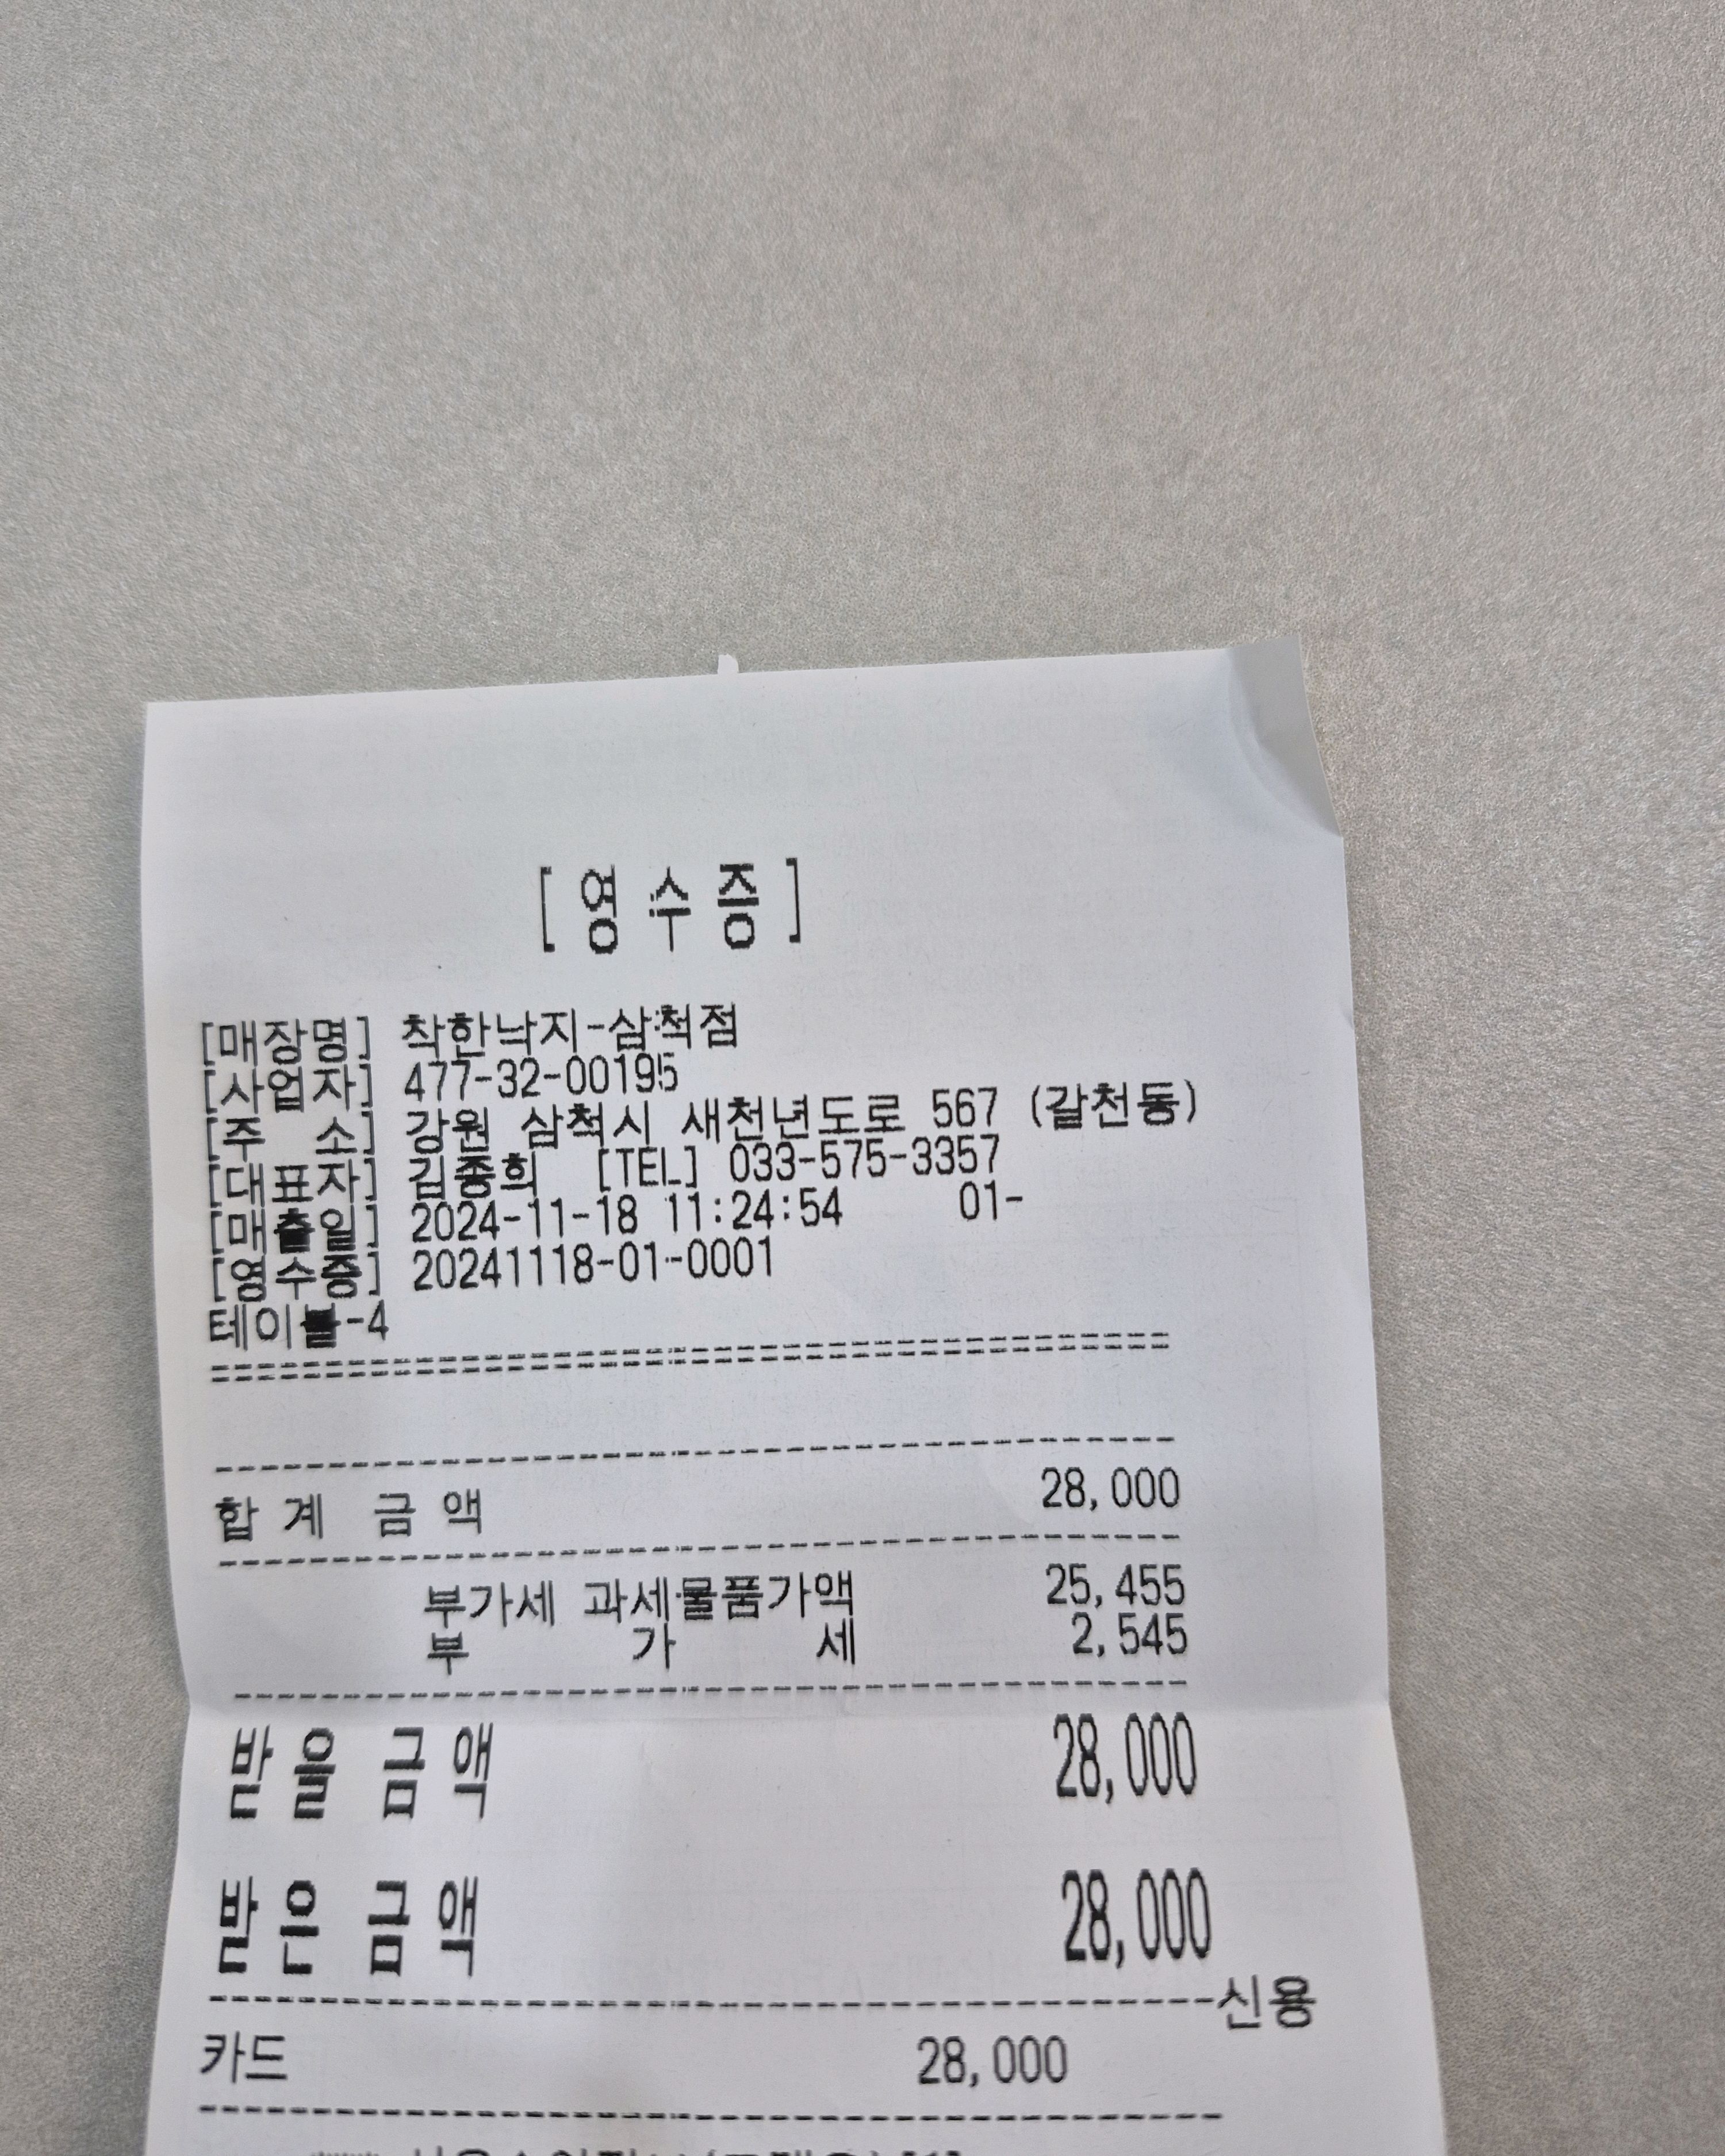 [ 영 수 증 ]
[매장명] 착한낙지-삼척점
[사업자] 477-32-00195
[주 소] 강원 삼척시 새천년도로 567 (갈천동)
[대표자] 김종희 [TEL] 033-575-3357
[매출일] 2024-11-18 11:24:54 01-
[영수증] 20241118-01-0001
테이블-4
합 계 금 액 28,000
부가세 과세물품가액 25,455
부 가 세 2,545
받 을 금 액 28,000
받 은 금 액 28,000
신용
카드 28,000